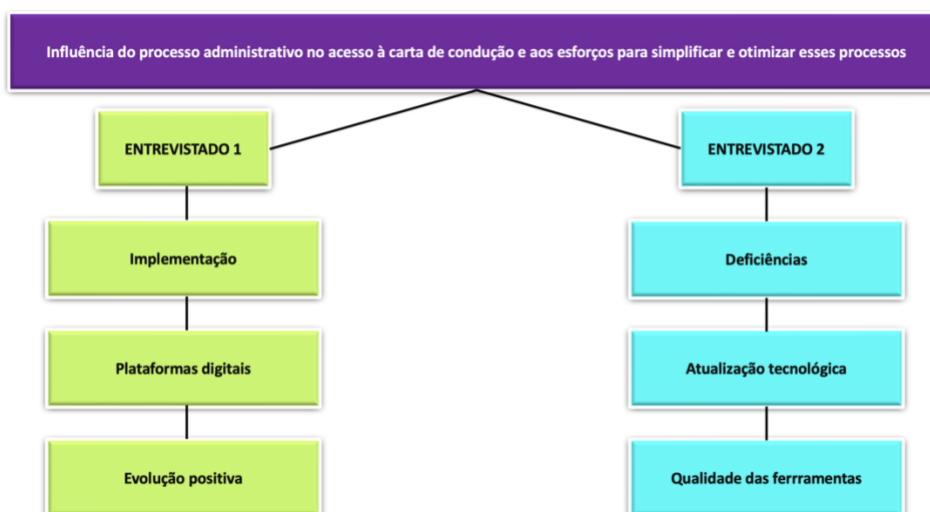 Influência do processo administrativo no acesso à carta de condução e aos esforços para simplificar e otimizar esses processos
ENTREVISTADO 1
Implementação
Plataformas digitais
Evolução positiva
ENTREVISTADO 2
Deficiências
Atualização tecnológica
Qualidade das ferrramentas